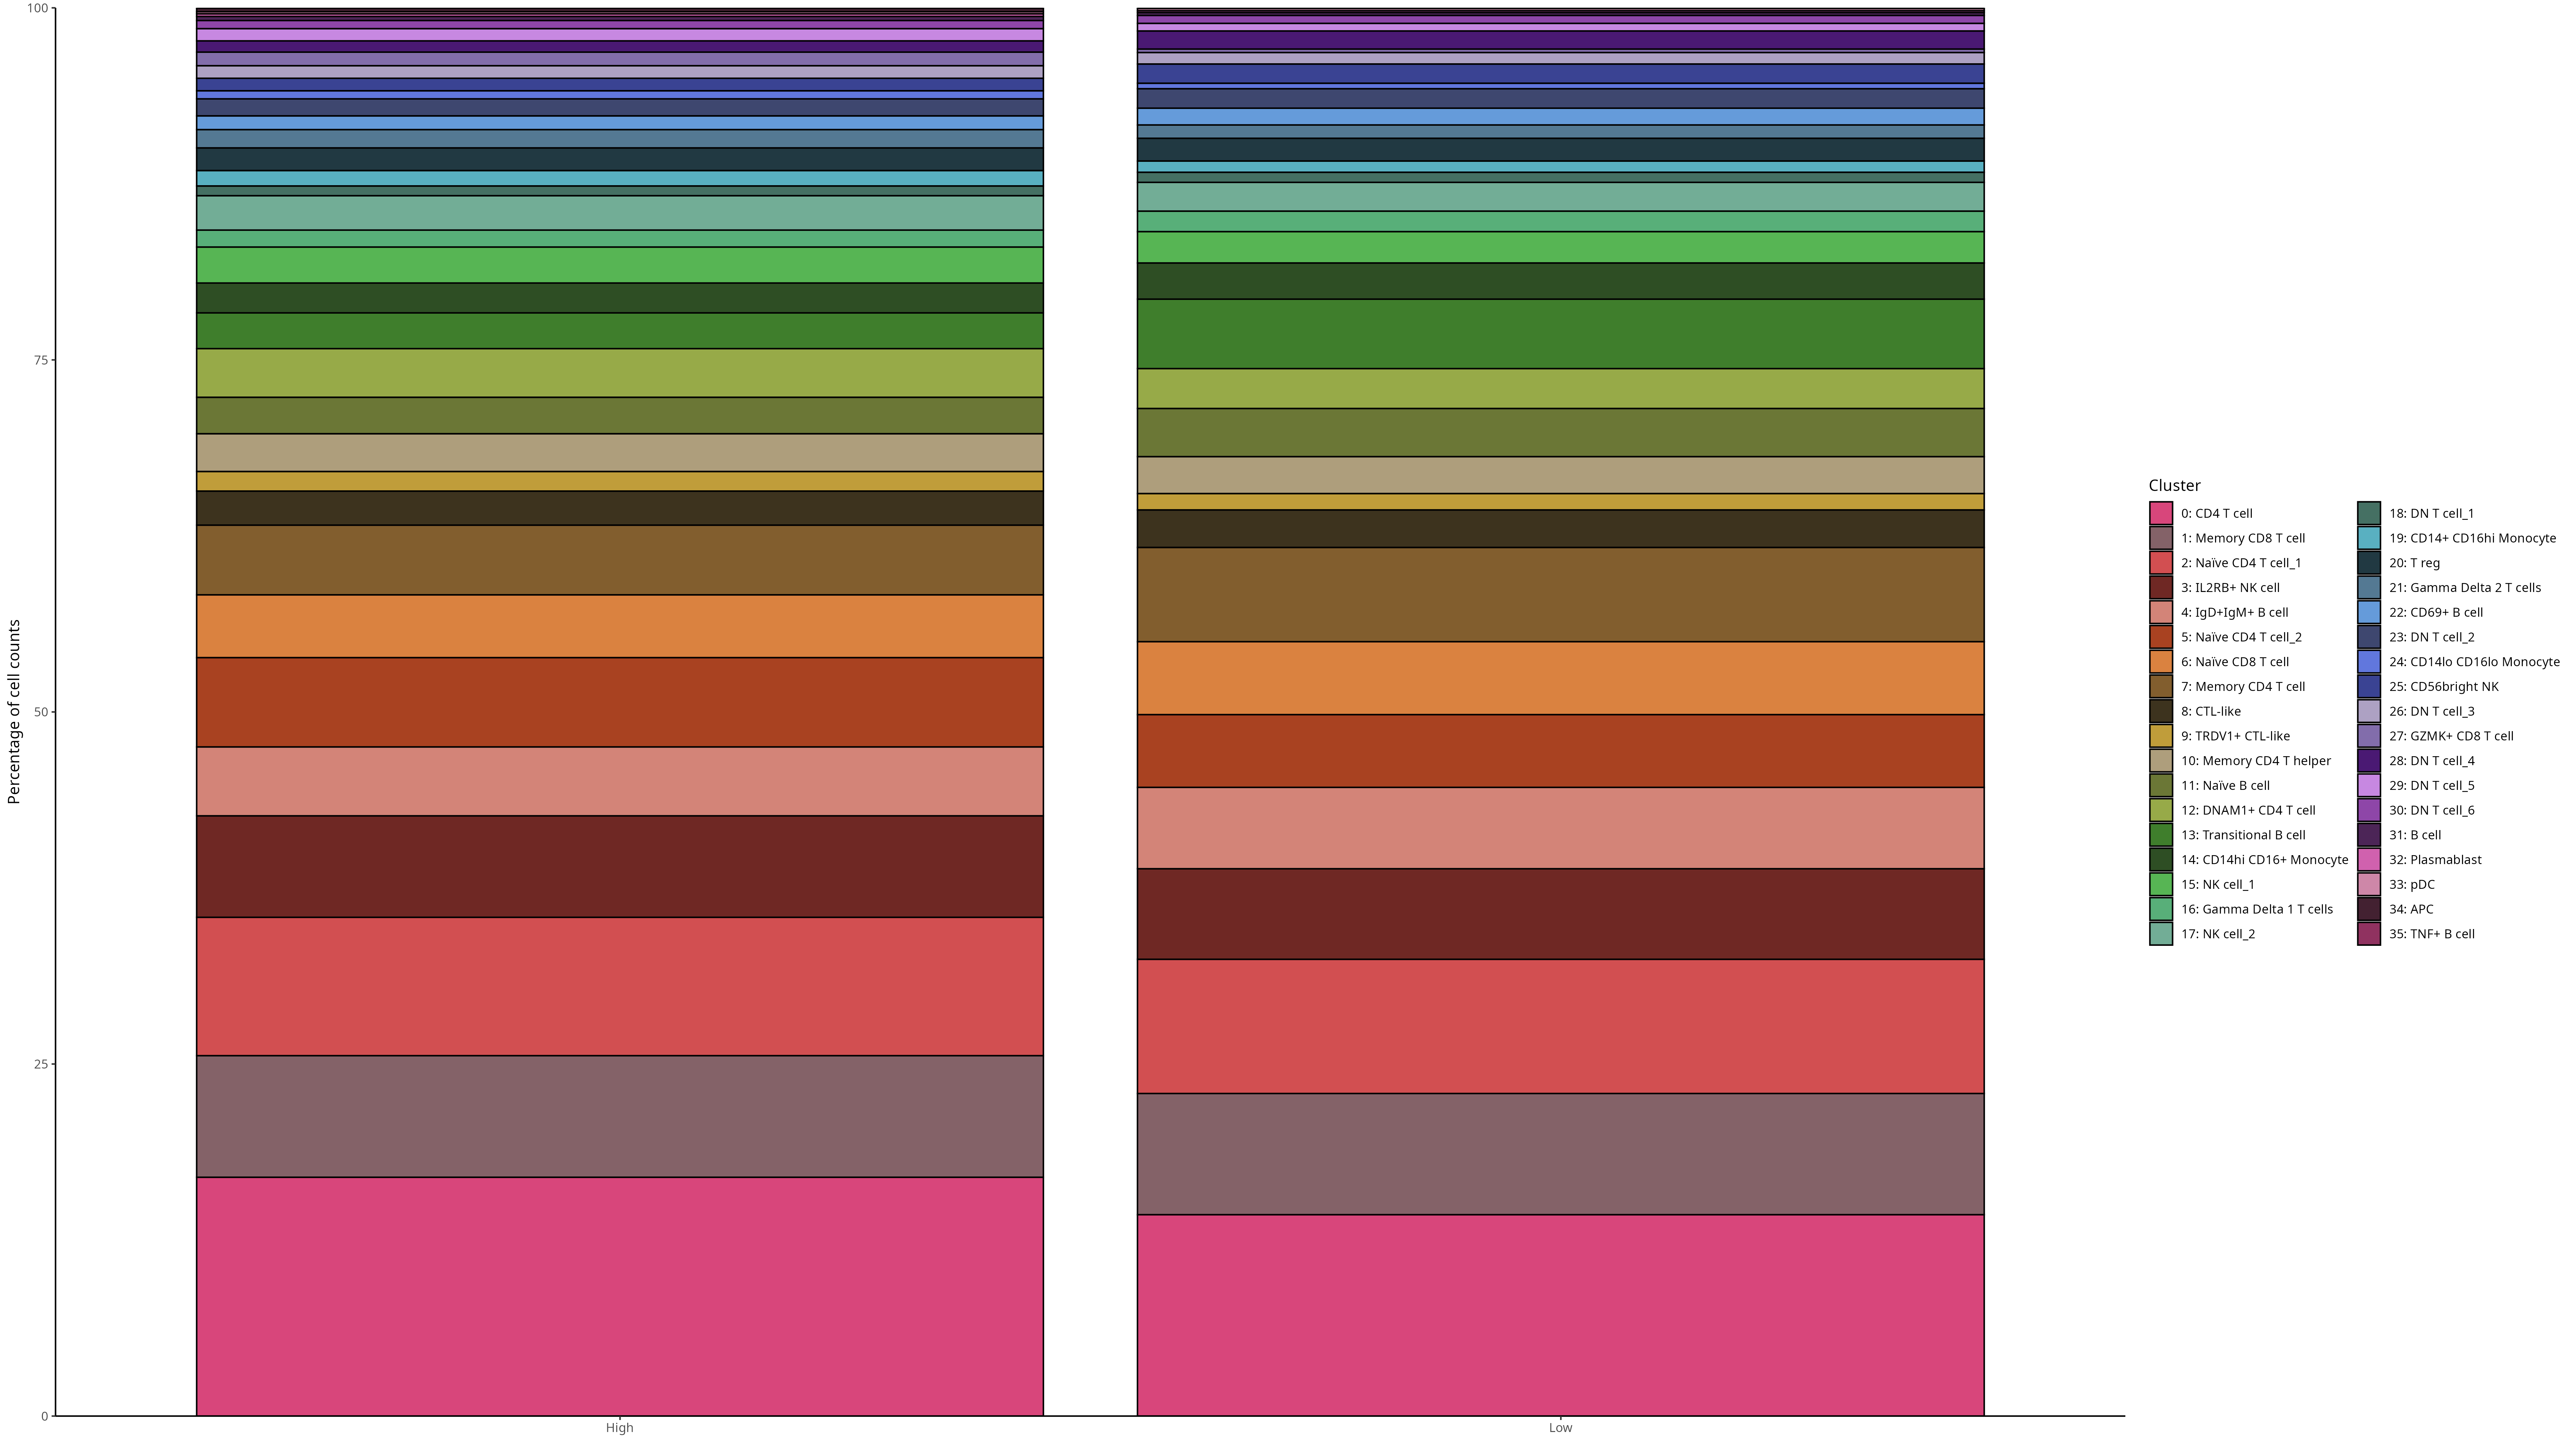 100
75
50
25
0
Percentage of cell counts
High
Low
Cluster
0: CD4 T cell
1: Memory CD8 T cell
2: Naïve CD4 T cell_1
3: IL2RB+ NK cell
4: IgD+IgM+ B cell
5: Naïve CD4 T cell_2
6: Naïve CD8 T cell
7: Memory CD4 T cell
8: CTL-like
9: TRDV1+ CTL-like
10: Memory CD4 T helper
11: Naïve B cell
12: DNAM1+ CD4 T cell
13: Transitional B cell
14: CD14hi CD16+ Monocyte
15: NK cell_1
16: Gamma Delta 1 T cells
17: NK cell_2
18: DN T cell_1
19: CD14+ CD16hi Monocyte
20: T reg
21: Gamma Delta 2 T cells
22: CD69+ B cell
23: DN T cell_2
24: CD14lo CD16lo Monocyte
25: CD56bright NK
26: DN T cell_3
27: GZMK+ CD8 T cell
28: DN T cell_4
29: DN T cell_5
30: DN T cell_6
31: B cell
32: Plasmablast
33: pDC
34: APC
35: TNF+ B cell